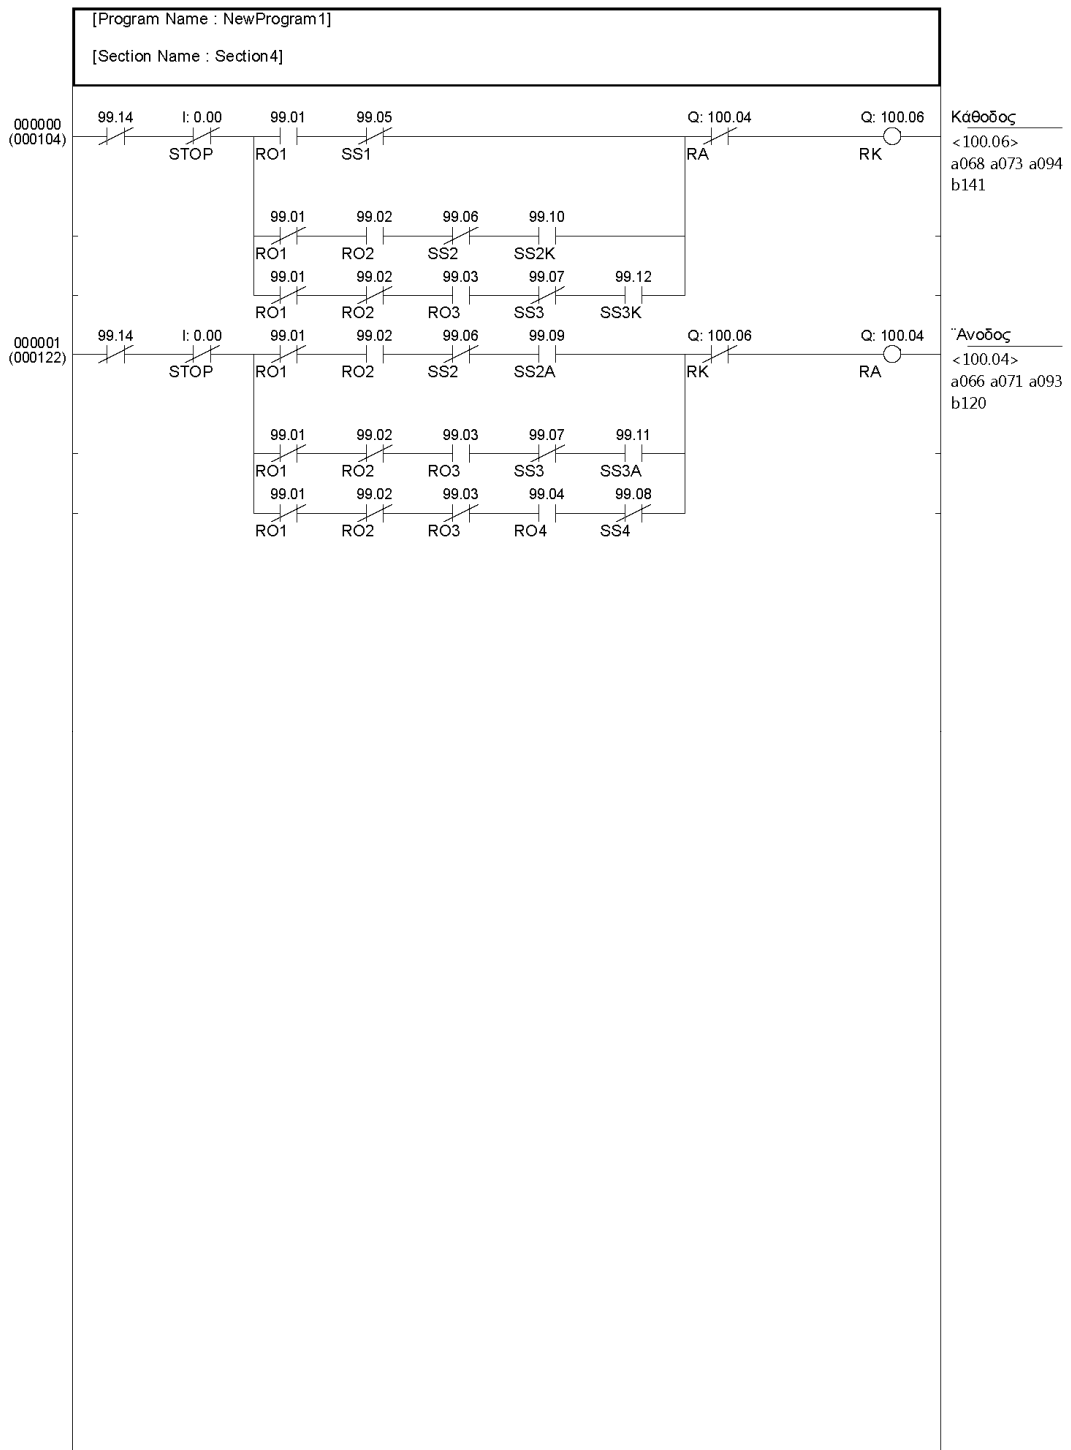 [Program Name : NewProgram1]
[Section Name : Section4]
000000
(000104)
99.14 I: 0.00 99.01 99.05 Q: 100.04 Q: 100.06 Κάθοδος
STOP RO1 SS1 RA RK <100.06>
a068 a073 a094
b141
99.01 99.02 99.06 99.10
RO1 RO2 SS2 SS2K
99.01 99.02 99.03 99.07 99.12
RO1 RO2 RO3 SS3 SS3K
000001
(000122)
99.14 I: 0.00 99.01 99.02 99.06 99.09 Q: 100.06 Q: 100.04 ¨Ανοδος
STOP RO1 RO2 SS2 SS2A RK RA <100.04>
a066 a071 a093
b120
99.01 99.02 99.03 99.07 99.11
RO1 RO2 RO3 SS3 SS3A
99.01 99.02 99.03 99.04 99.08
RO1 RO2 RO3 RO4 SS4